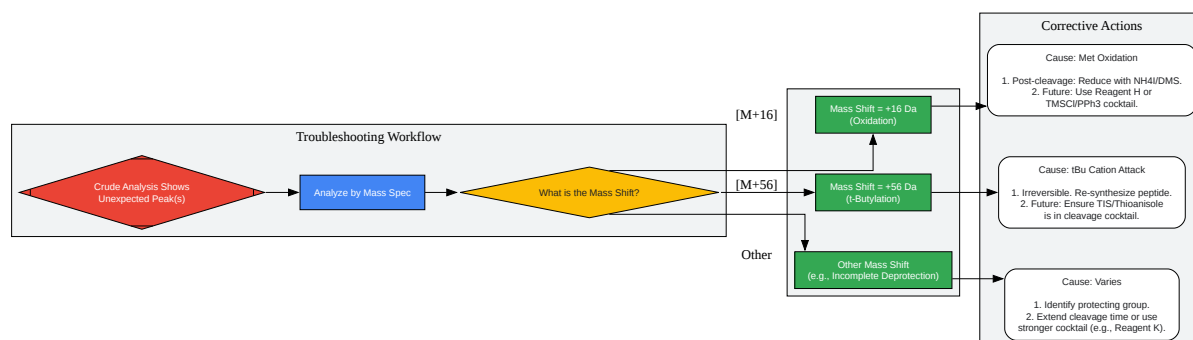 Troubleshooting Workflow
Crude Analysis Shows
Unexpected Peak(s)
Analyze by Mass Spec
What is the Mass Shift?
[M+16]
[M+56]
Other
Mass Shift = +16 Da
(Oxidation)
Mass Shift = +56 Da
(t-Butylation)
Other Mass Shift
(e.g., Incomplete Deprotection)
Corrective Actions
Cause: Met Oxidation
1. Post-cleavage: Reduce with NH4I/DMS.
2. Future: Use Reagent H or
TMSCl/PPh3 cocktail.
Cause: tBu Cation Attack
1. Irreversible. Re-synthesize peptide.
2. Future: Ensure TIS/Thioanisole
is in cleavage cocktail.
Cause: Varies
1. Identify protecting group.
2. Extend cleavage time or use
stronger cocktail (e.g., Reagent K).